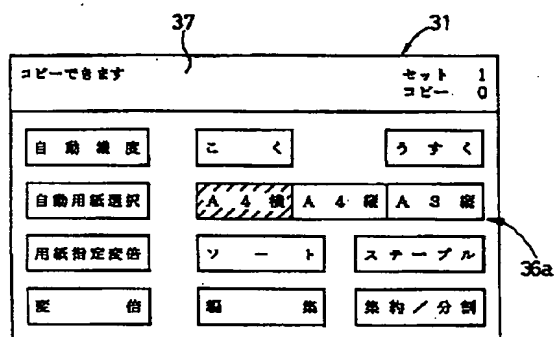 37 31
コピーできます セット 1
コピー 0
自動濃度 こく うすく
自動用紙選択 A4横 A4縦 A3縦
36a
用紙指定変倍 ソート ステープル
変倍 編集 集約/分割